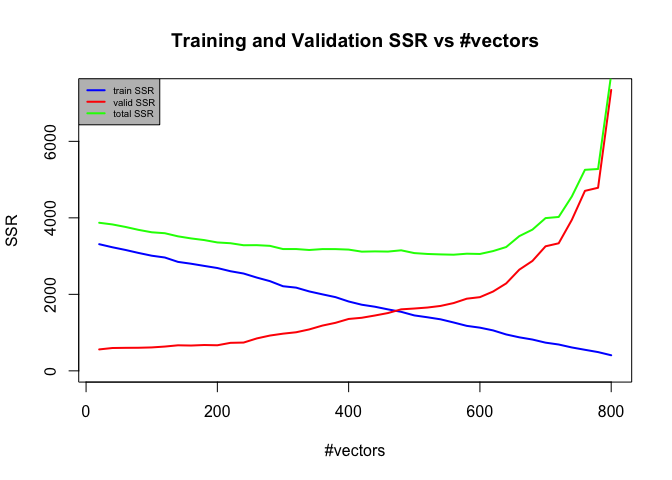 Training and Validation SSR vs #vectors
train SSR
valid SSR
total SSR
SSR
6000
4000
2000
0
0 200 400 600 800
#vectors